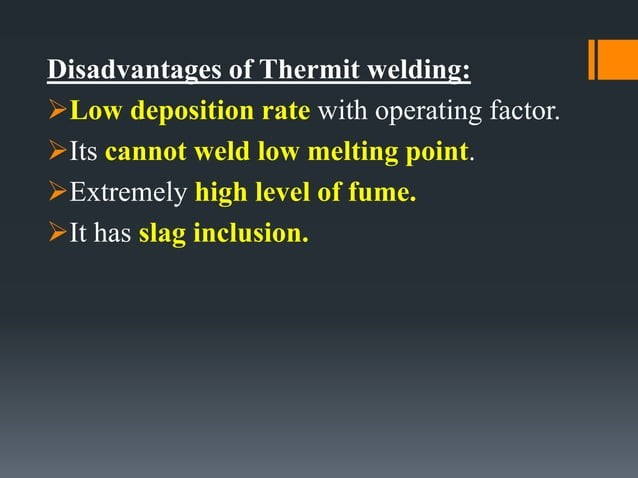 Disadvantages of Thermit welding:
➢Low deposition rate with operating factor.
➢Its cannot weld low melting point.
➢Extremely high level of fume.
➢It has slag inclusion.